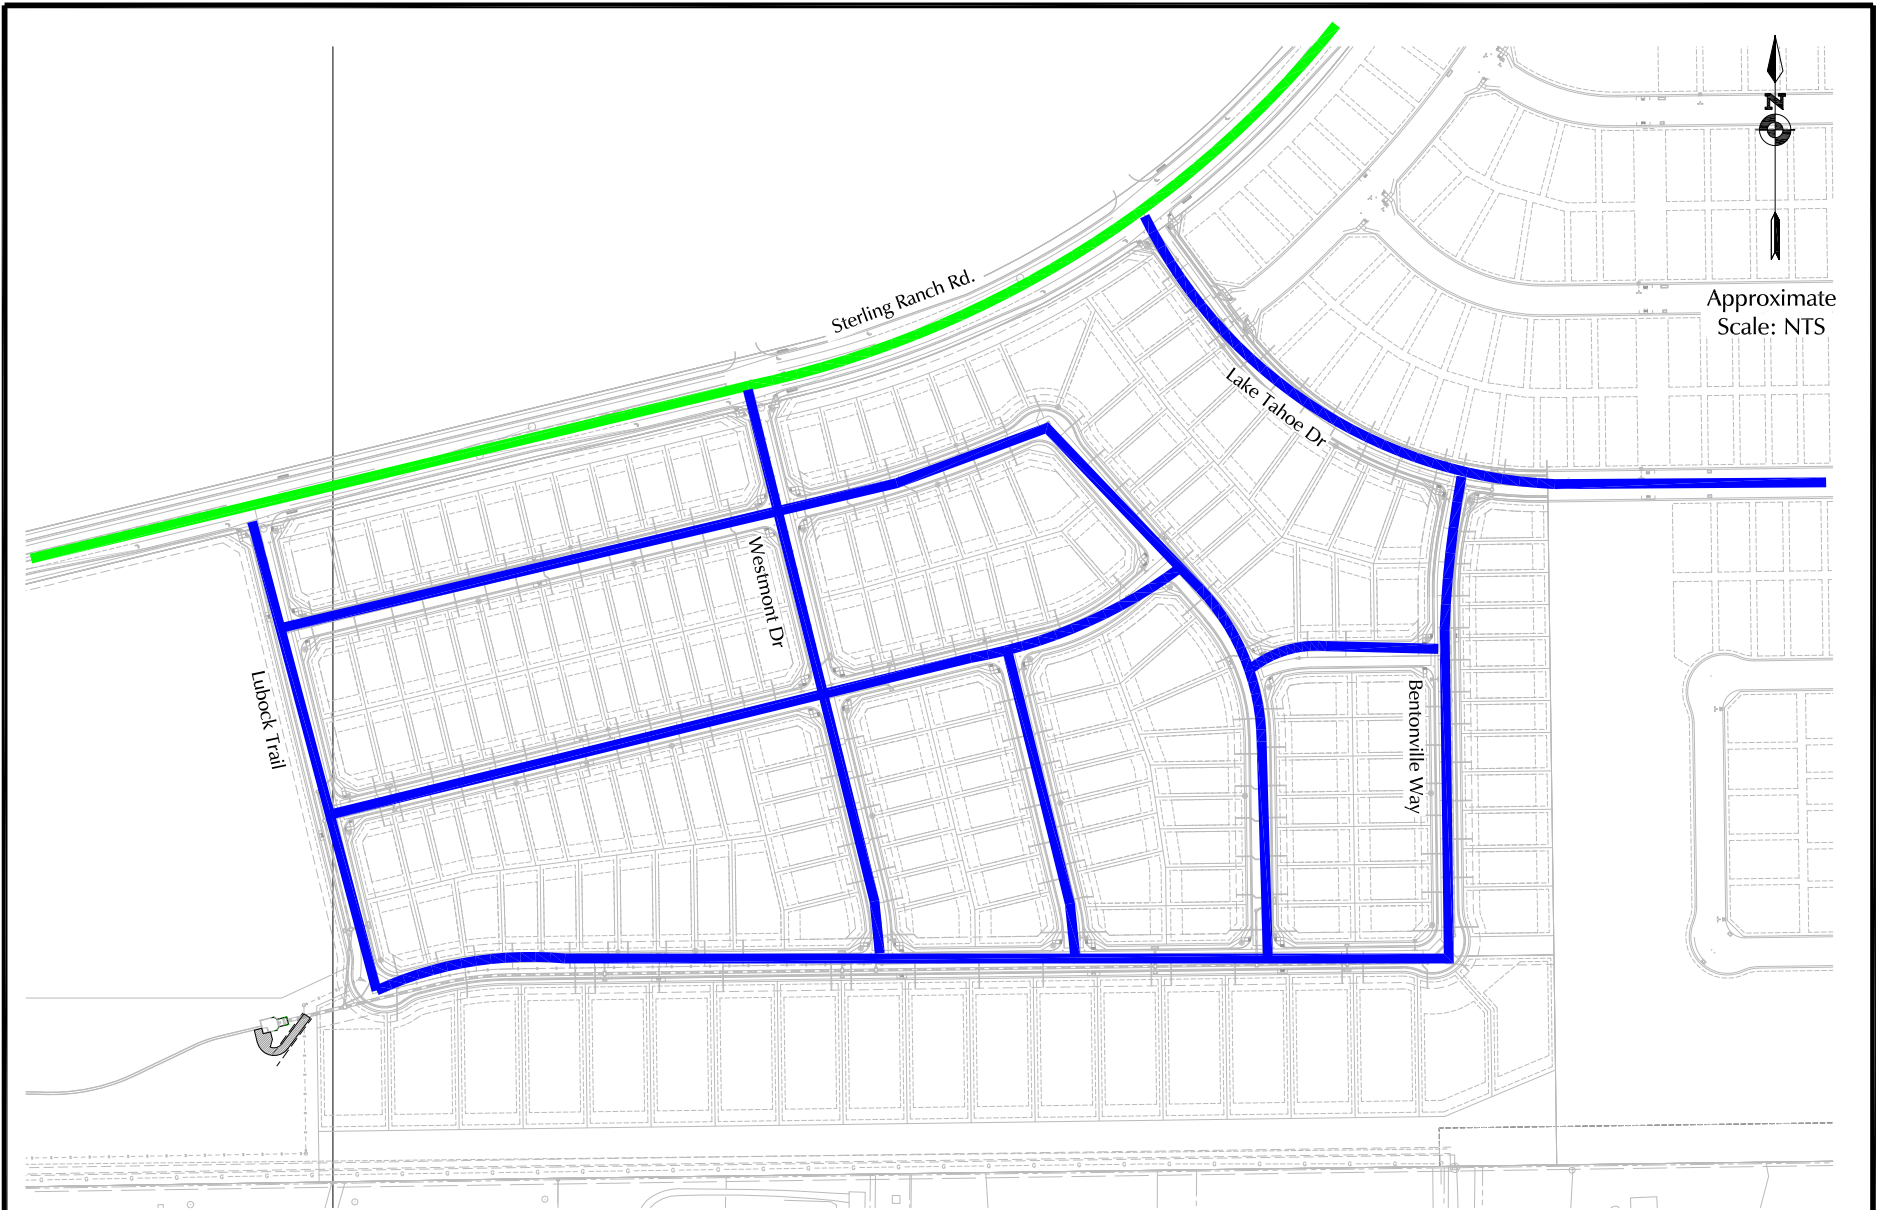 N
Approximate
Scale: NTS
Sterling Ranch Rd.
Lake Tahoe Dr
Westmont Dr
Lubock Trail
Bentonville Way